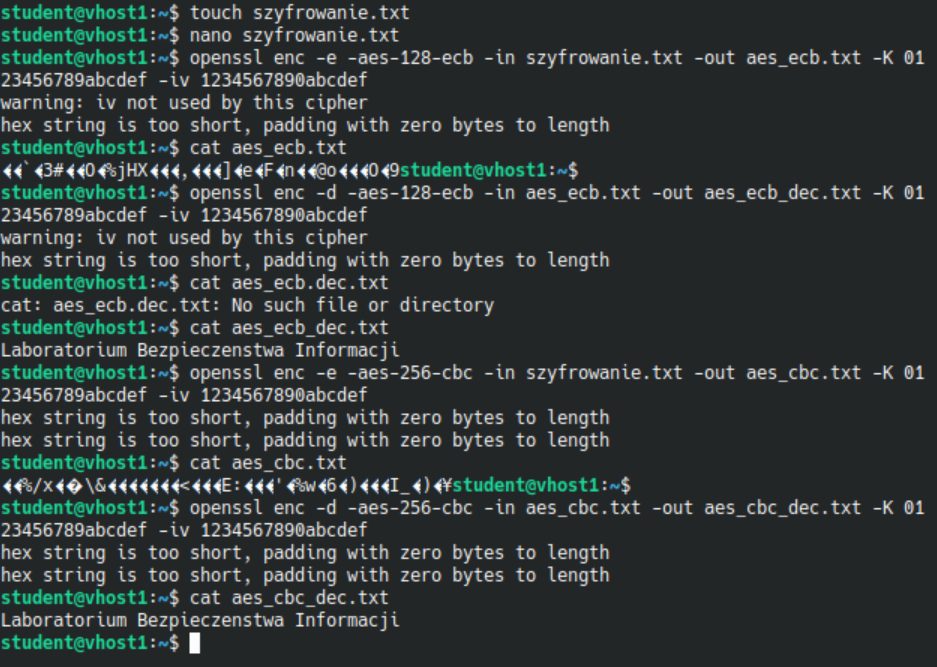 student@vhost1:~$ touch szyfrowanie.txt
student@vhost1:~$ nano szyfrowanie.txt
student@vhost1:~$ openssl enc -e -aes-128-ecb -in szyfrowanie.txt -out aes_ecb.txt -K 01
23456789abcdef -iv 1234567890abcdef
warning: iv not used by this cipher
hex string is too short, padding with zero bytes to length
student@vhost1:~$ cat aes_ecb.txt
student@vhost1:~$
student@vhost1:~$ openssl enc -d -aes-128-ecb -in aes_ecb.txt -out aes_ecb_dec.txt -K 01
23456789abcdef -iv 1234567890abcdef
warning: iv not used by this cipher
hex string is too short, padding with zero bytes to length
student@vhost1:~$ cat aes_ecb.dec.txt
cat: aes_ecb.dec.txt: No such file or directory
student@vhost1:~$ cat aes_ecb_dec.txt
Laboratorium Bezpieczenstwa Informacji
student@vhost1:~$ openssl enc -e -aes-256-cbc -in szyfrowanie.txt -out aes_cbc.txt -K 01
23456789abcdef -iv 1234567890abcdef
hex string is too short, padding with zero bytes to length
hex string is too short, padding with zero bytes to length
student@vhost1:~$ cat aes_cbc.txt
student@vhost1:~$
student@vhost1:~$ openssl enc -d -aes-256-cbc -in aes_cbc.txt -out aes_cbc_dec.txt -K 01
23456789abcdef -iv 1234567890abcdef
hex string is too short, padding with zero bytes to length
hex string is too short, padding with zero bytes to length
student@vhost1:~$ cat aes_cbc_dec.txt
Laboratorium Bezpieczenstwa Informacji
student@vhost1:~$